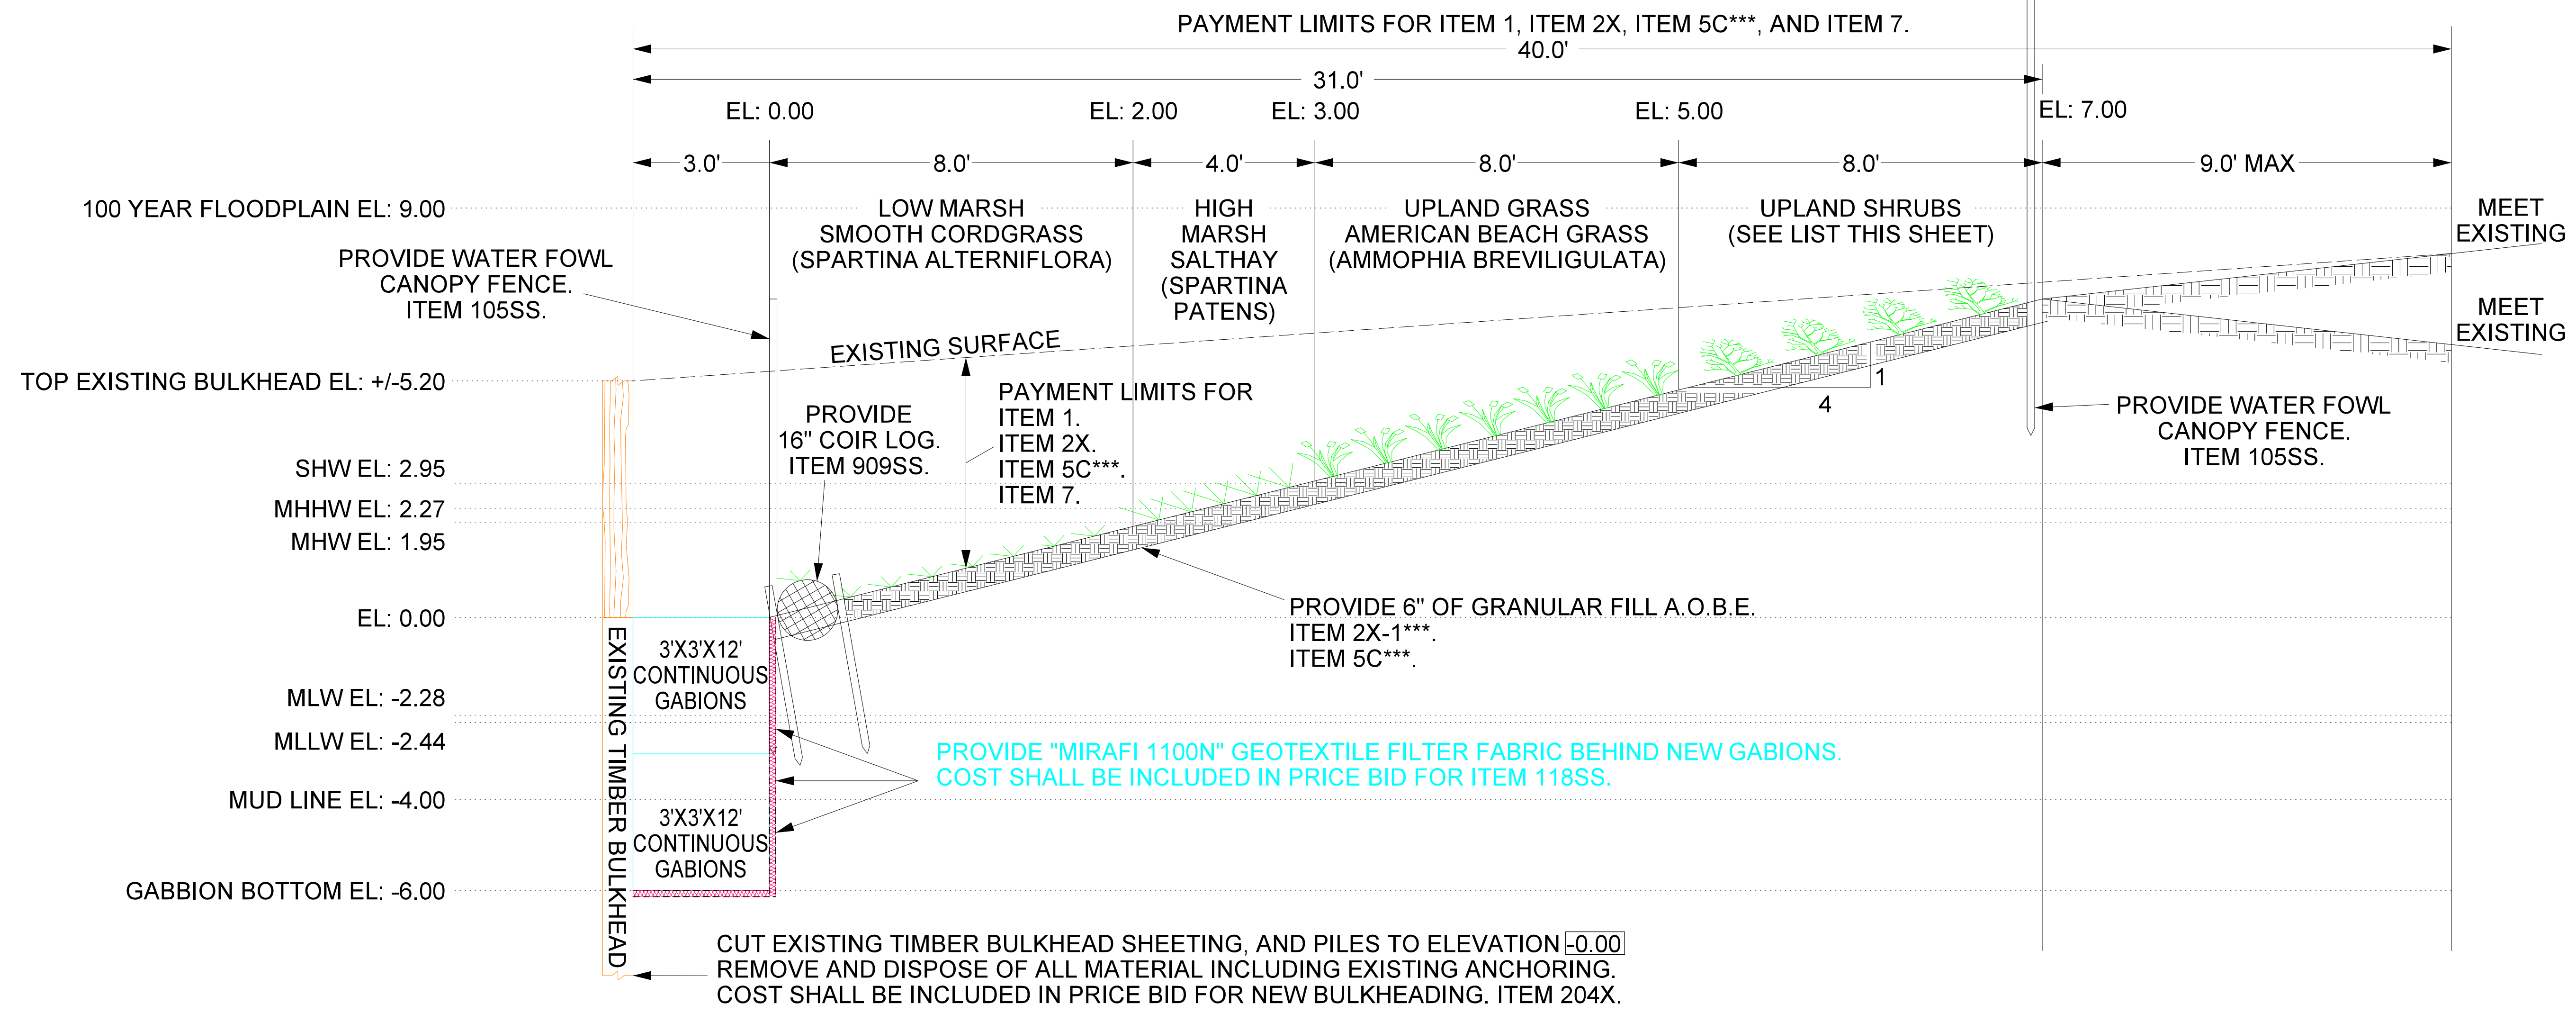 PAYMENT LIMITS FOR ITEM 1, ITEM 2X, ITEM 5C***, AND ITEM 7.
40.0'
31.0'
EL: 0.00
EL: 2.00
EL: 3.00
EL: 5.00
EL: 7.00
3.0'
8.0'
4.0'
8.0'
8.0'
9.0' MAX
100 YEAR FLOODPLAIN EL: 9.00
LOW MARSH
SMOOTH CORDGRASS
(SPARTINA ALTERNIFLORA)
HIGH
MARSH
SALTHAY
(SPARTINA
PATENS)
UPLAND GRASS
AMERICAN BEACH GRASS
(AMMOPHIA BREVILIGULATA)
UPLAND SHRUBS
(SEE LIST THIS SHEET)
MEET
EXISTING
MEET
EXISTING
PROVIDE WATER FOWL
CANOPY FENCE.
ITEM 105SS.
EXISTING SURFACE
TOP EXISTING BULKHEAD EL: +/-5.20
PROVIDE
16" COIR LOG.
ITEM 909SS.
PAYMENT LIMITS FOR
ITEM 1.
ITEM 2X.
ITEM 5C***.
ITEM 7.
1
4
PROVIDE WATER FOWL
CANOPY FENCE.
ITEM 105SS.
SHW EL: 2.95
MHHW EL: 2.27
MHW EL: 1.95
EL: 0.00
PROVIDE 6" OF GRANULAR FILL A.O.B.E.
ITEM 2X-1***.
ITEM 5C***.
EXISTING TIMBER BULKHEAD
3'X3'X12'
CONTINUOUS
GABIONS
MLW EL: -2.28
MLLW EL: -2.44
PROVIDE "MIRAFI 1100N" GEOTEXTILE FILTER FABRIC BEHIND NEW GABIONS.
COST SHALL BE INCLUDED IN PRICE BID FOR ITEM 118SS.
MUD LINE EL: -4.00
3'X3'X12'
CONTINUOUS
GABIONS
GABBION BOTTOM EL: -6.00
CUT EXISTING TIMBER BULKHEAD SHEETING, AND PILES TO ELEVATION -0.00
REMOVE AND DISPOSE OF ALL MATERIAL INCLUDING EXISTING ANCHORING.
COST SHALL BE INCLUDED IN PRICE BID FOR NEW BULKHEADING. ITEM 204X.